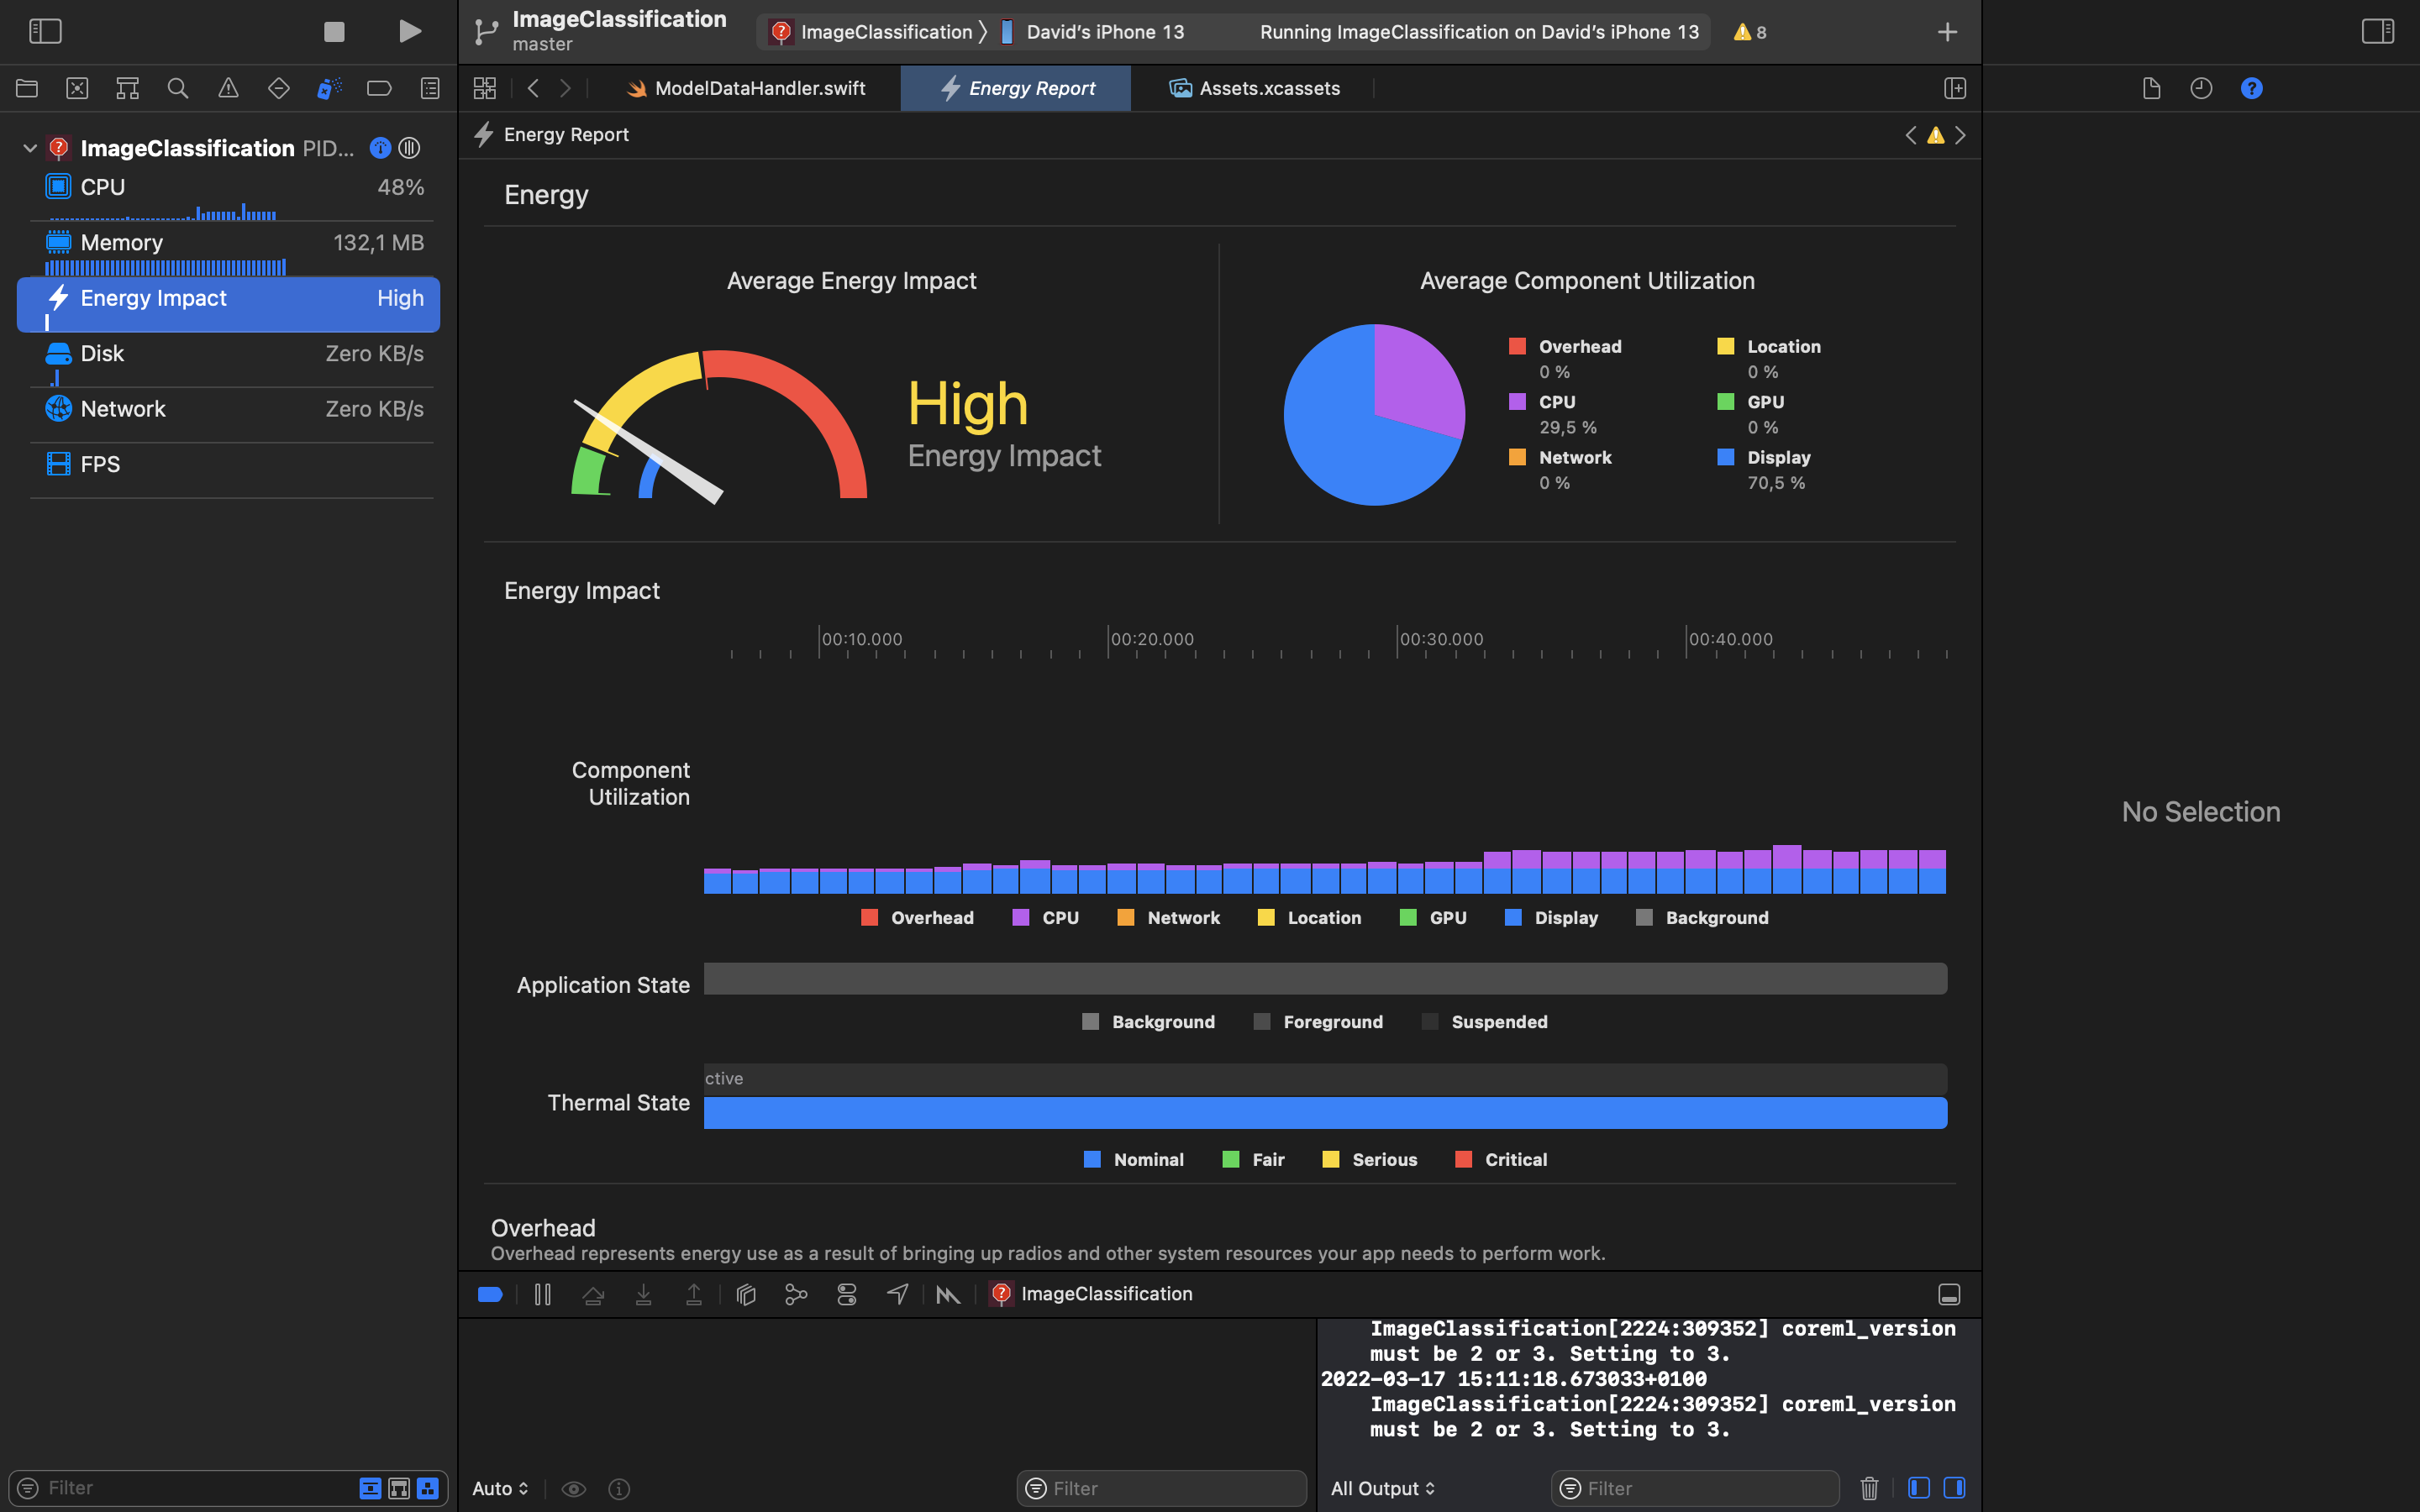 ImageClassification
master
ImageClassification 〉 David’s iPhone 13
Running ImageClassification on David’s iPhone 13
8
ModelDataHandler.swift
Energy Report
Assets.xcassets
ImageClassification PID...
CPU 48%
Memory 132,1 MB
Energy Impact High
Disk Zero KB/s
Network Zero KB/s
FPS
Energy Report
Energy
Average Energy Impact
High
Energy Impact
Average Component Utilization
Overhead
0 %
Location
0 %
CPU
29,5 %
GPU
0 %
Network
0 %
Display
70,5 %
Energy Impact
00:10.000 00:20.000 00:30.000 00:40.000
Component
Utilization
Overhead CPU Network Location GPU Display Background
Application State
Background Foreground Suspended
ctive
Thermal State
Nominal Fair Serious Critical
Overhead
Overhead represents energy use as a result of bringing up radios and other system resources your app needs to perform work.
No Selection
ImageClassification
ImageClassification[2224:309352] coreml_version
must be 2 or 3. Setting to 3.
2022-03-17 15:11:18.673033+0100
ImageClassification[2224:309352] coreml_version
must be 2 or 3. Setting to 3.
Filter
Auto
Filter
All Output
Filter